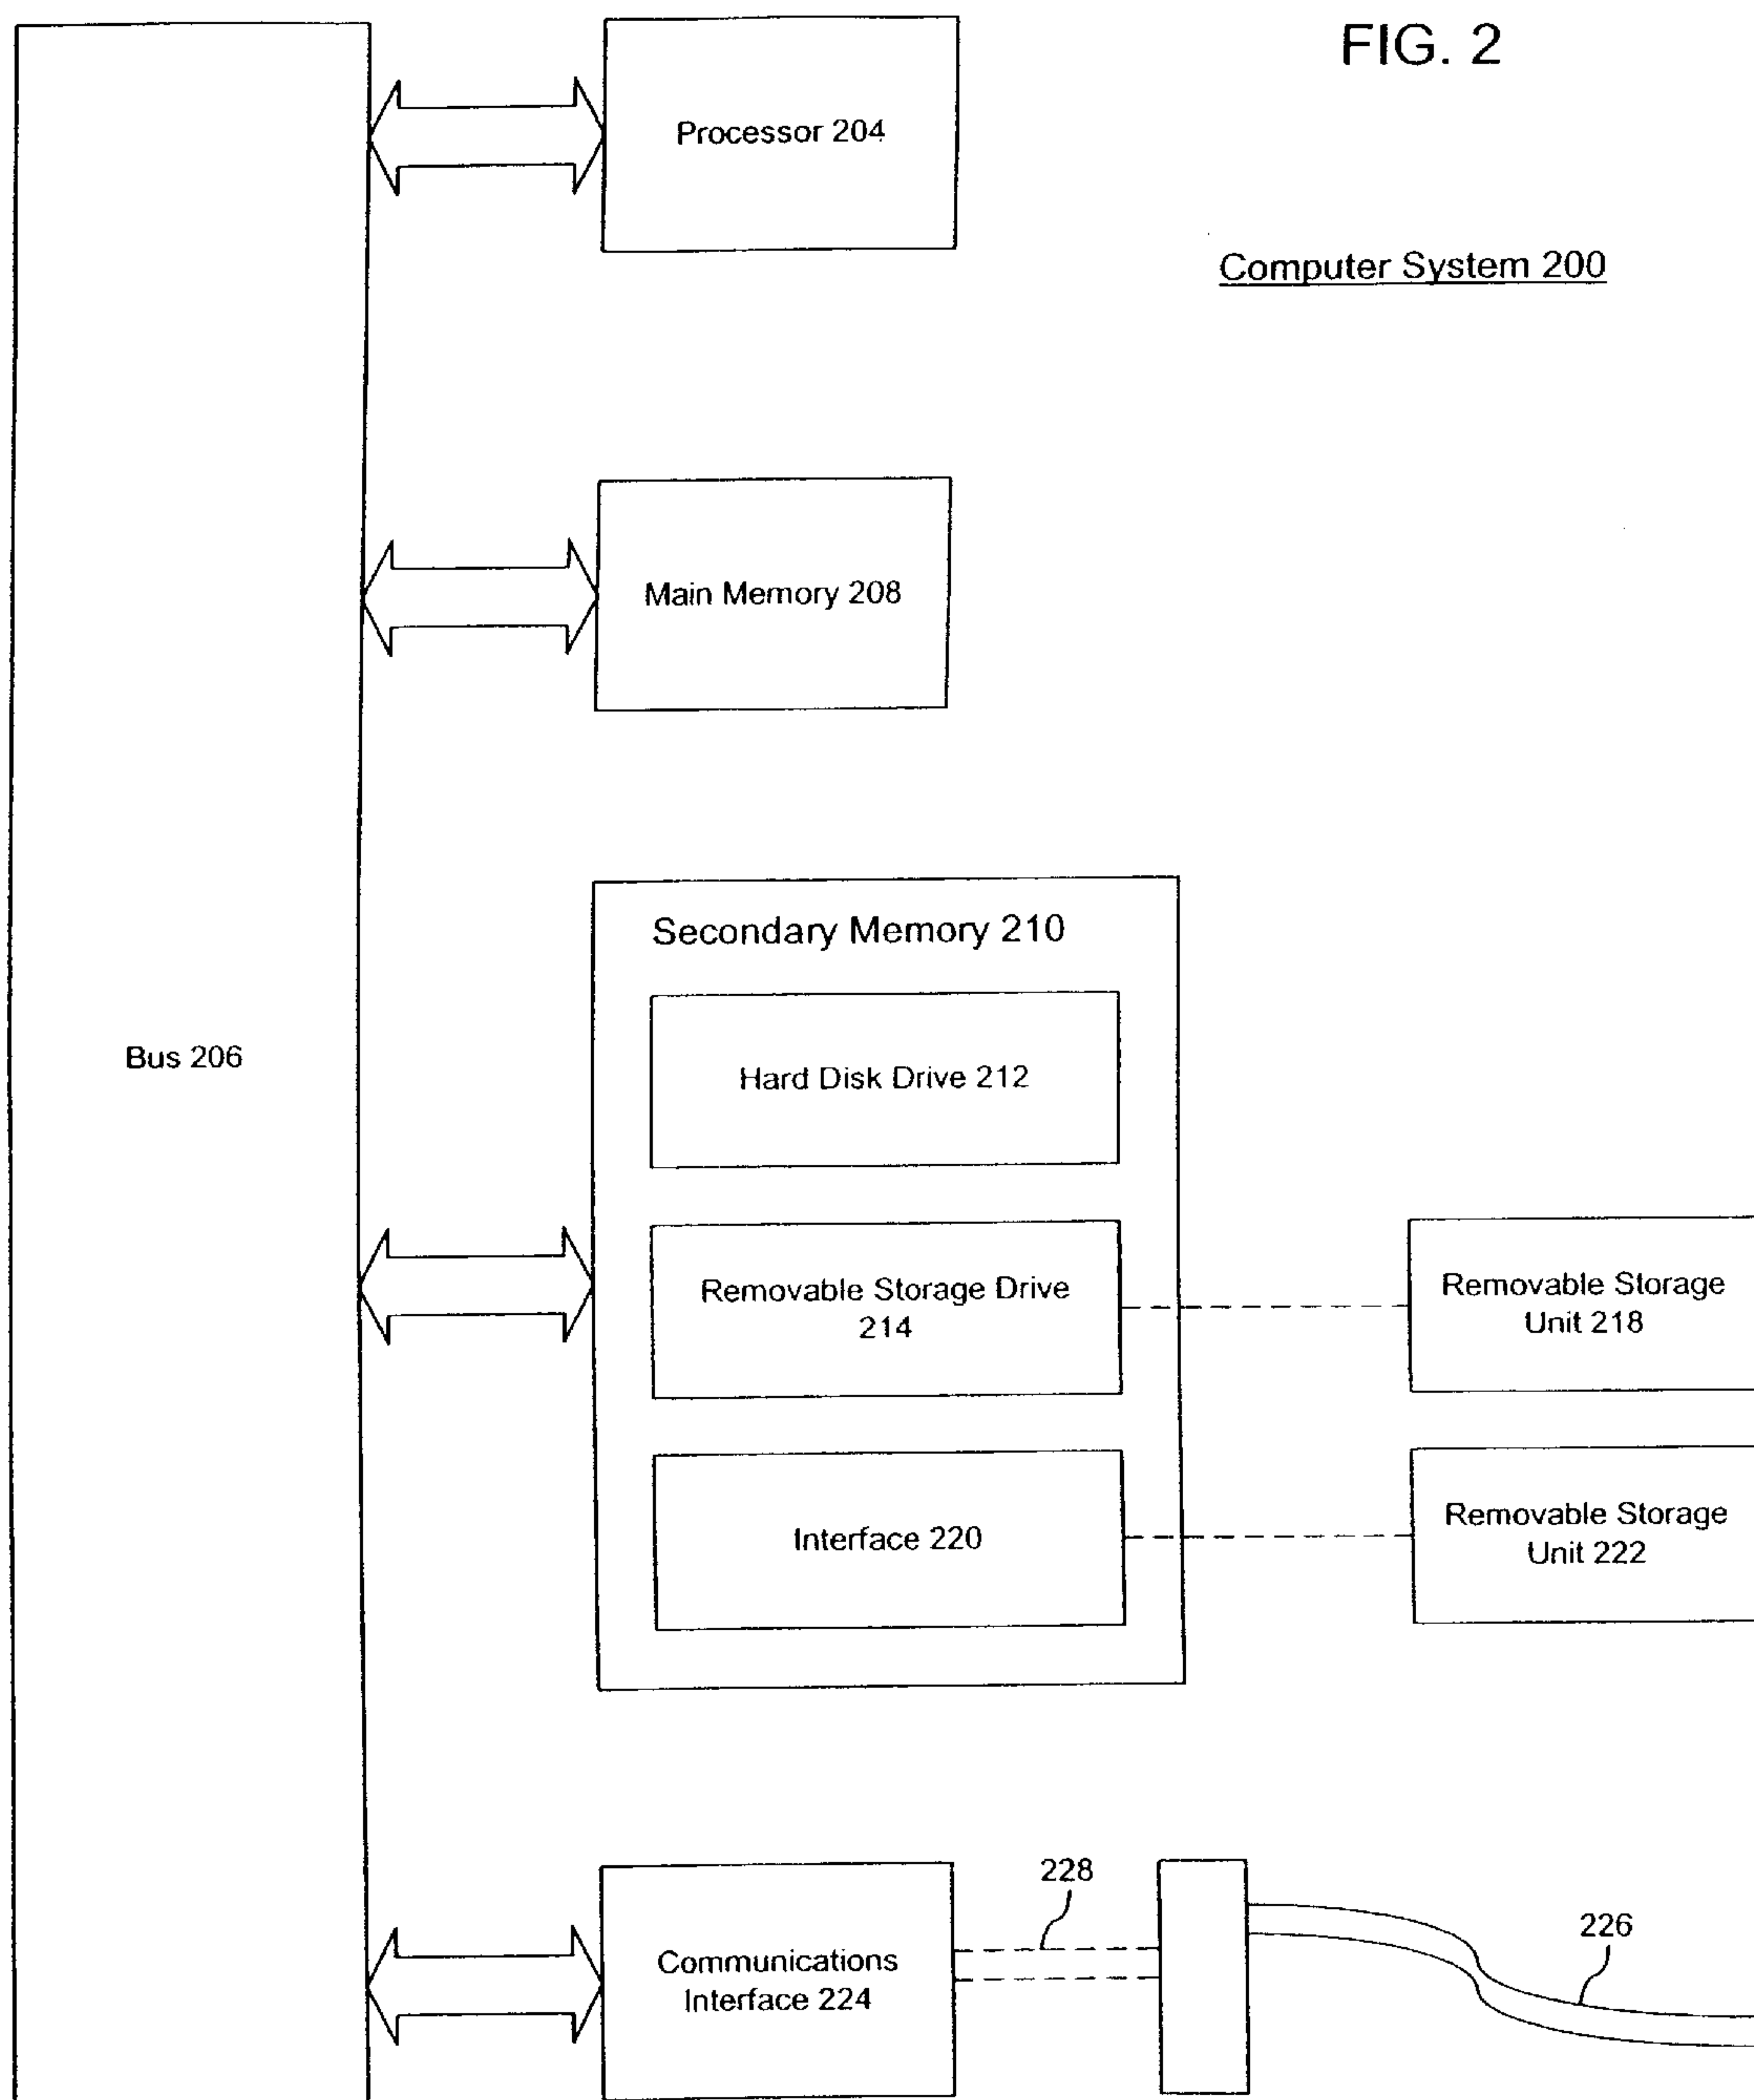 FIG. 2
Processor 204
Computer System 200
Main Memory 208
Secondary Memory 210
Bus 206
Hard Disk Drive 212
Removable Storage Drive
214
Removable Storage
Unit 218
Interface 220
Removable Storage
Unit 222
228
226
Communications
Interface 224